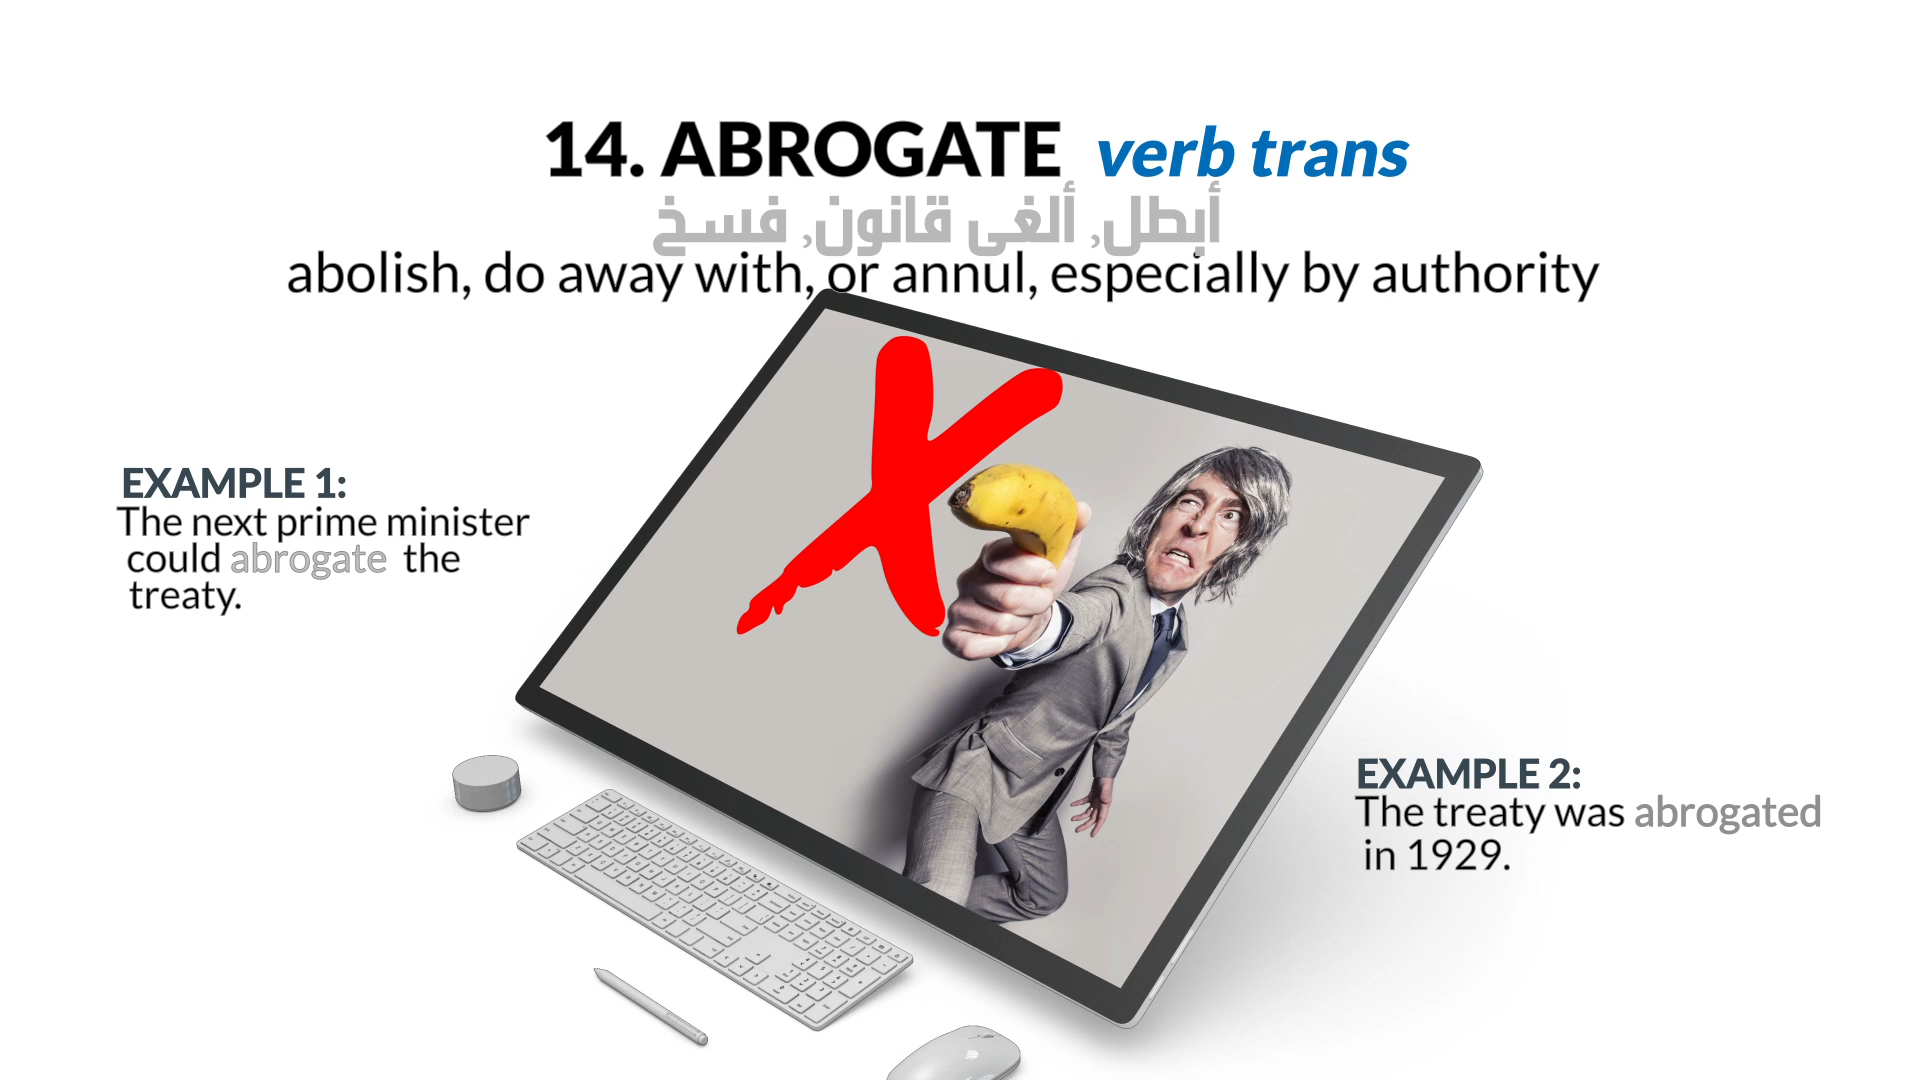 14. ABROGATE verb trans
أبطل, ألغى قانون, فسخ
abolish, do away with, or annul, especially by authority
EXAMPLE 1:
The next prime minister
could abrogate the
treaty.
EXAMPLE 2:
The treaty was abrogated
in 1929.